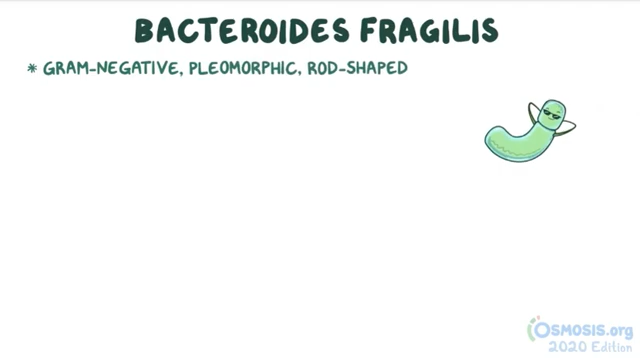 BACTEROIDES FRAGILIS
* GRAM-NEGATIVE, PLEOMORPHIC, ROD-SHAPED
OSMOSIS.org
2020 Edition